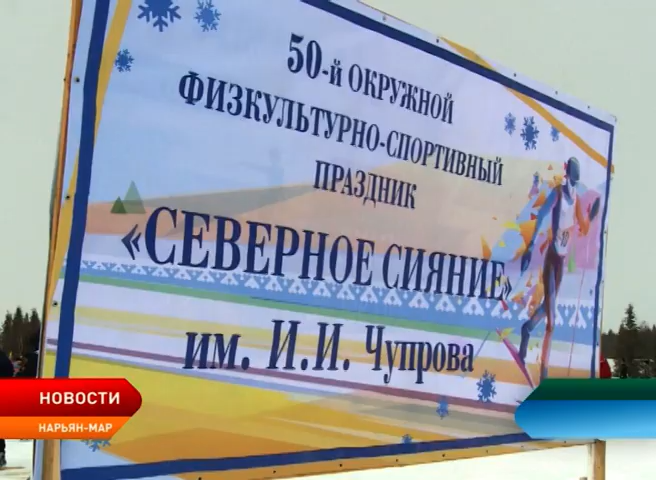 50-й ОКРУЖНОЙ
ФИЗКУЛЬТУРНО-СПОРТИВНЫЙ
ПРАЗДНИК
«СЕВЕРНОЕ СИЯНИЕ»
им. И.И. Чупрова
НОВОСТИ
НАРЬЯН-МАР